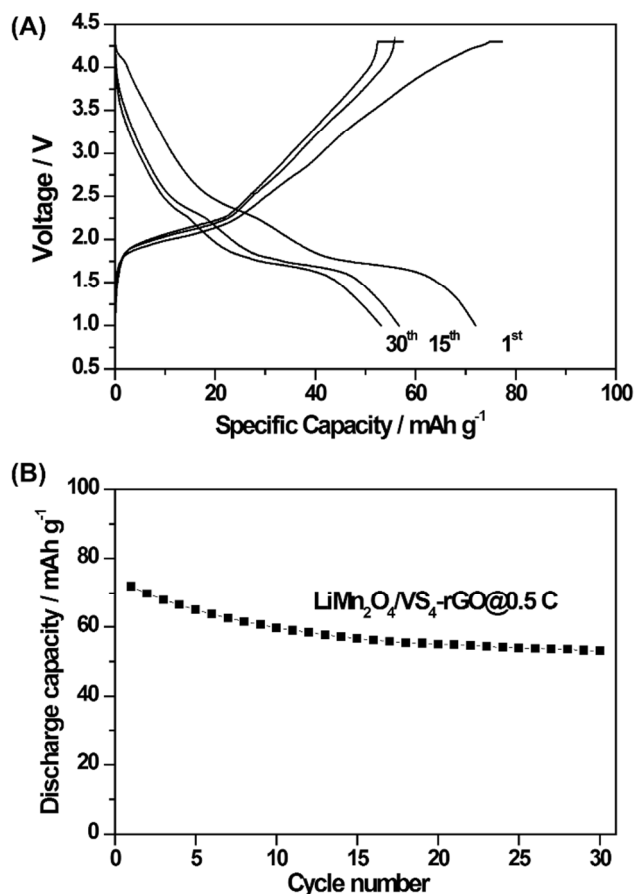 (A)
4.5
4.0
3.5
3.0
2.5
2.0
1.5
1.0
0.5
Voltage / V
30th 15th 1st
0 20 40 60 80 100
Specific Capacity / mAh g-1
(B)
100
80
60
40
20
0
Discharge capacity / mAh g-1
LiMn2O4/VS4-rGO@0.5 C
0 5 10 15 20 25 30
Cycle number